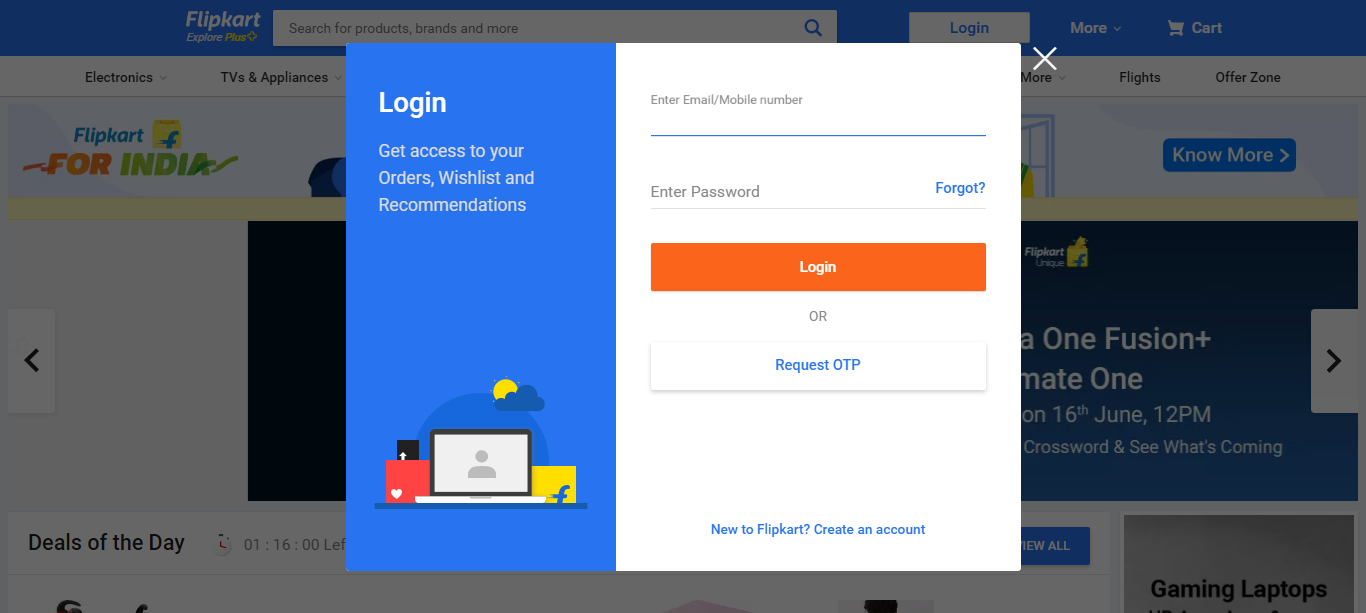 Flipkart
Explore Plus
Search for products, brands and more
Login
More
Cart
Electronics
TVs & Appliances
More
Flights
Offer Zone
Flipkart
FOR INDIA
Know More
Login
Get access to your
Orders, Wishlist and
Recommendations
Enter Email/Mobile number
Enter Password
Forgot?
Login
OR
Request OTP
New to Flipkart? Create an account
Flipkart
Unique
a One Fusion+
mate One
on 16th June, 12PM
Crossword & See What's Coming
Deals of the Day
01 : 16 : 00 Lef
VIEW ALL
Gaming Laptops